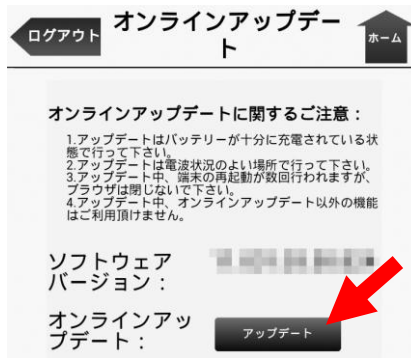 ログアウト
オンラインアップデー
ト
ホーム
オンラインアップデートに関するご注意：
1.アップデートはバッテリーが十分に充電されている状
態で行って下さい。
2.アップデートは電波状況のよい場所で行って下さい。
3.アップデート中、端末の再起動が数回行われますが、
ブラウザは閉じないで下さい。
4.アップデート中、オンラインアップデート以外の機能
はご利用頂けません。
ソフトウェア
バージョン：
オンラインアッ
プデート：
アップデート